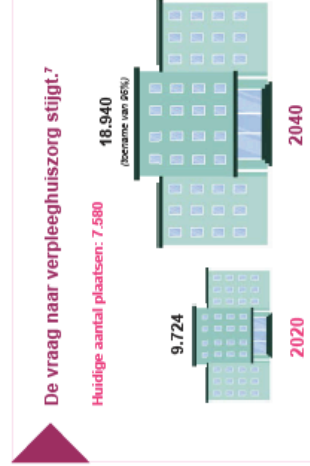 De vraag naar verpleeghuiszorg stijgt.⁷
Huidige aantal plaatsen: 7.580
9.724
2020
18.940
(toename van 95%)
2040